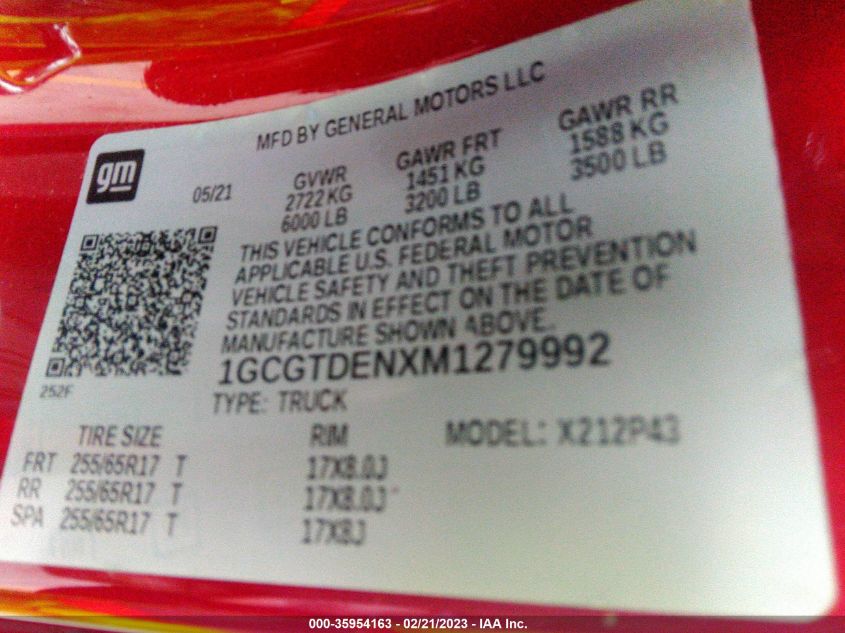 MFD BY GENERAL MOTORS LLC
gm
05/21
GVWR GAWR FRT GAWR RR
2722 KG 1451 KG 1588 KG
6000 LB 3200 LB 3500 LB
THIS VEHICLE CONFORMS TO ALL
APPLICABLE U.S. FEDERAL MOTOR
VEHICLE SAFETY AND THEFT PREVENTION
STANDARDS IN EFFECT ON THE DATE OF
MANUFACTURE SHOWN ABOVE.
1GCGTDENXM1279992
252F
TYPE: TRUCK
TIRE SIZE RIM MODEL: X212P43
FRT 255/65R17 T 17X8.0J
RR 255/65R17 T 17X8.0J
SPA 255/65R17 T 17X8J
000-35954163 - 02/21/2023 - IAA Inc.